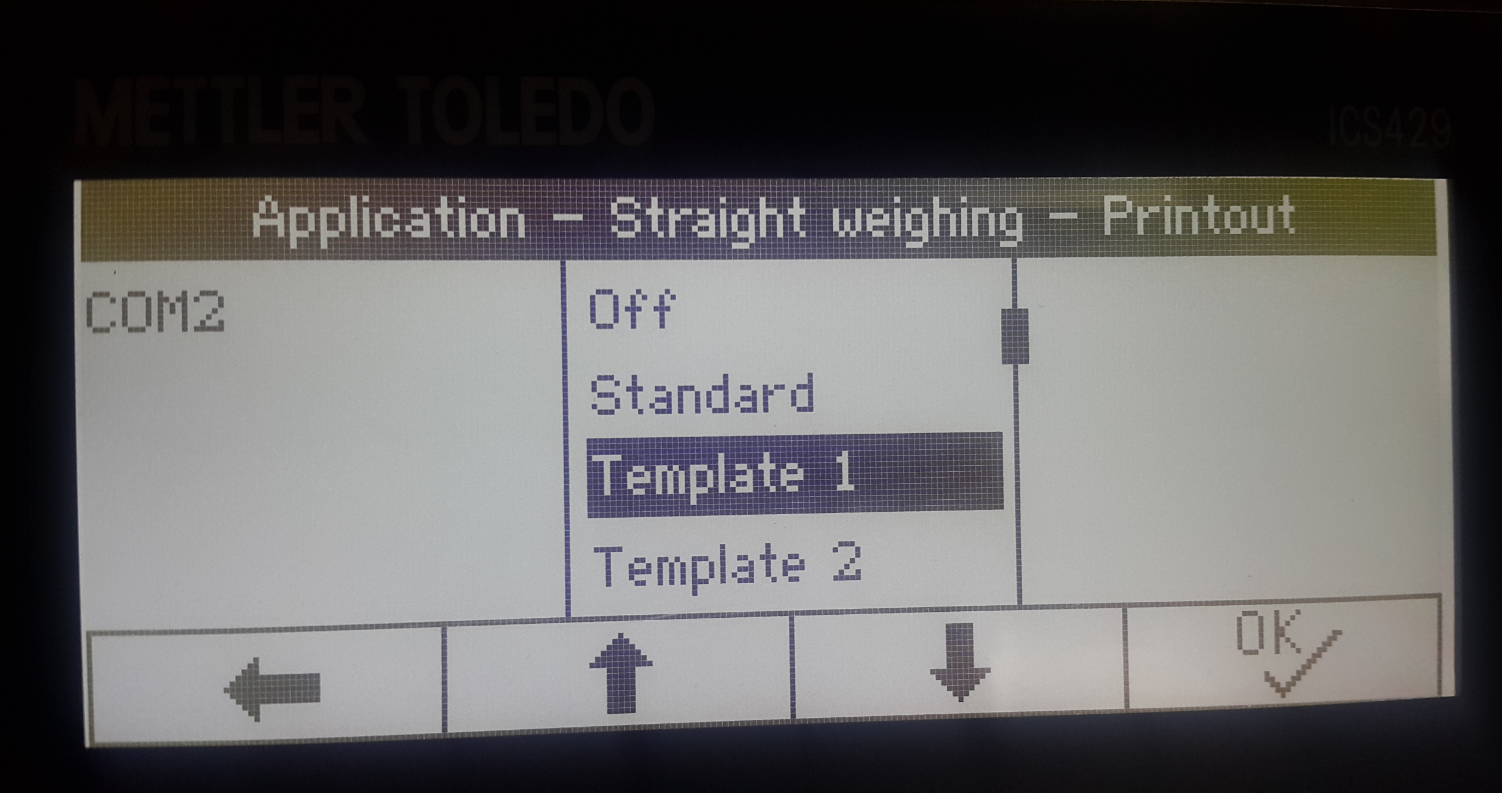 METTLER TOLEDO
ICS429
Application – Straight weighing – Printout
COM2
Off
Standard
Template 1
Template 2
OK